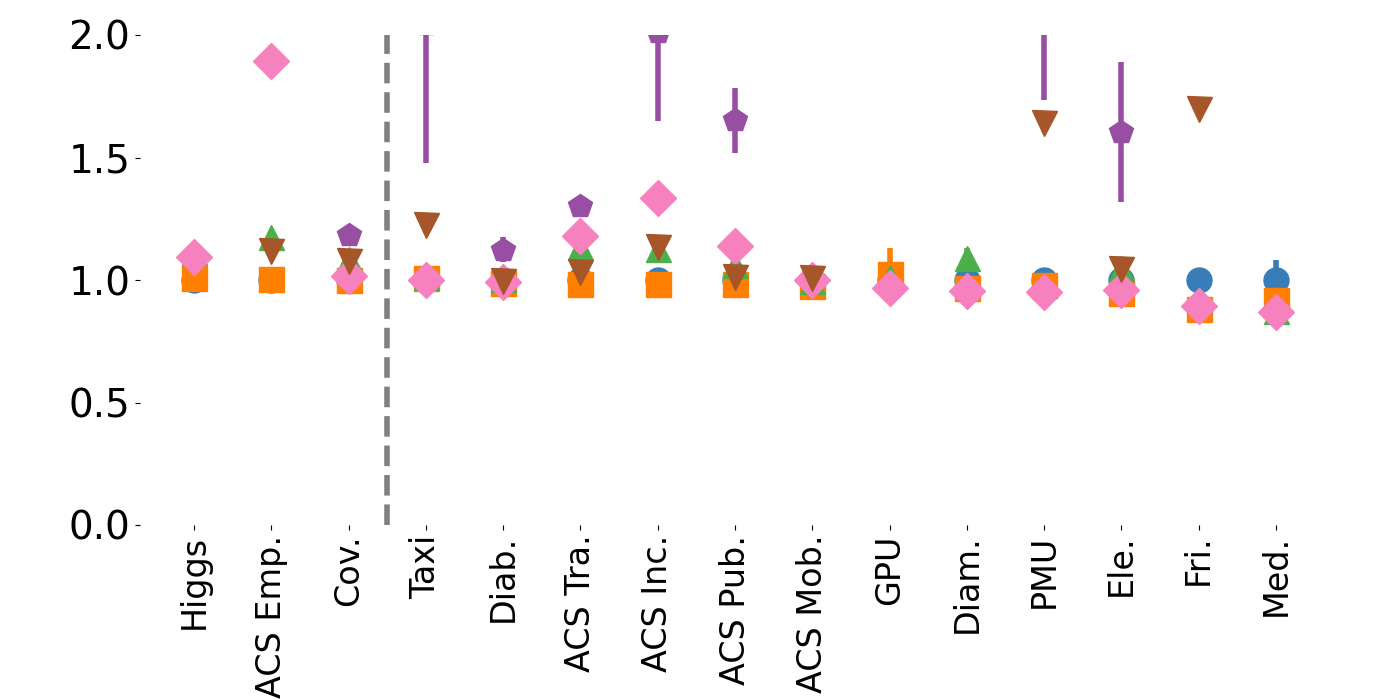 2.0
1.5
1.0
0.5
0.0
Higgs
ACS Emp.
Cov.
Taxi
Diab.
ACS Tra.
ACS Inc.
ACS Pub.
ACS Mob.
GPU
Diam.
PMU
Ele.
Fri.
Med.